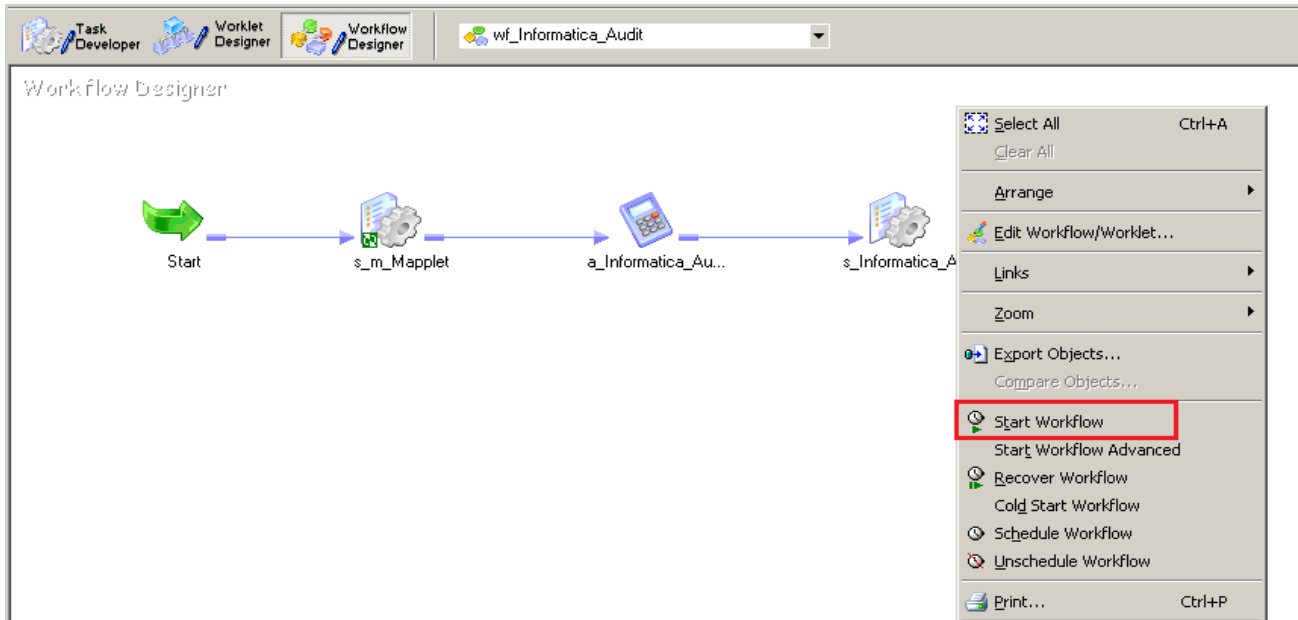 Task
Developer
Worklet
Designer
Workflow
Designer
wf_Informatica_Audit
Workflow Designer
Start
s_m_Mapplet
a_Informatica_Au...
s_Informatica_A
Select All Ctrl+A
Clear All
Arrange
Edit Workflow/Worklet...
Links
Zoom
Export Objects...
Compare Objects...
Start Workflow
Start Workflow Advanced
Recover Workflow
Cold Start Workflow
Schedule Workflow
Unschedule Workflow
Print... Ctrl+P